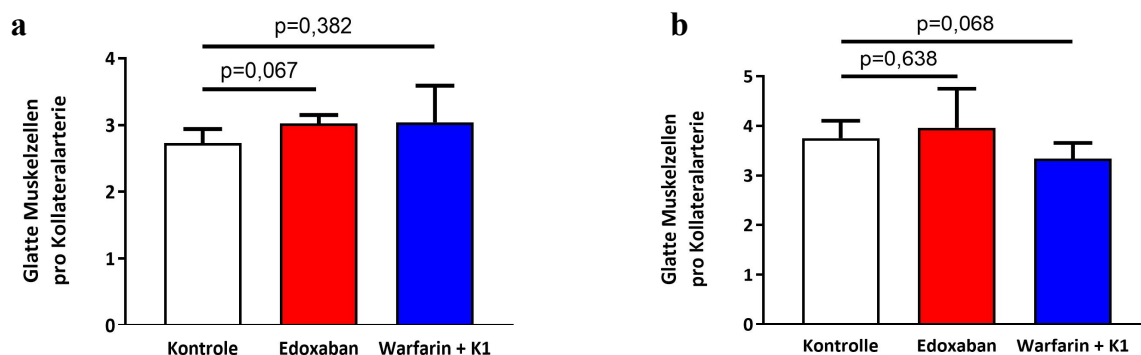 a
p=0,382
p=0,067
4
3
2
1
0
Glatte Muskelzellen
pro Kollateralarterie
Kontrole
Edoxaban
Warfarin + K1
b
p=0,068
p=0,638
5
4
3
2
1
0
Glatte Muskelzellen
pro Kollateralarterie
Kontrolle
Edoxaban
Warfarin + K1